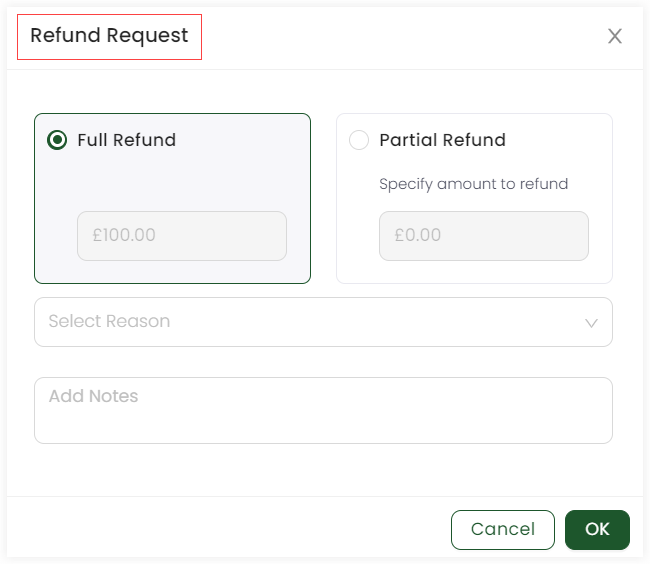 Refund Request
Full Refund
Partial Refund
Specify amount to refund
£100.00
£0.00
Select Reason
Add Notes
Cancel
OK